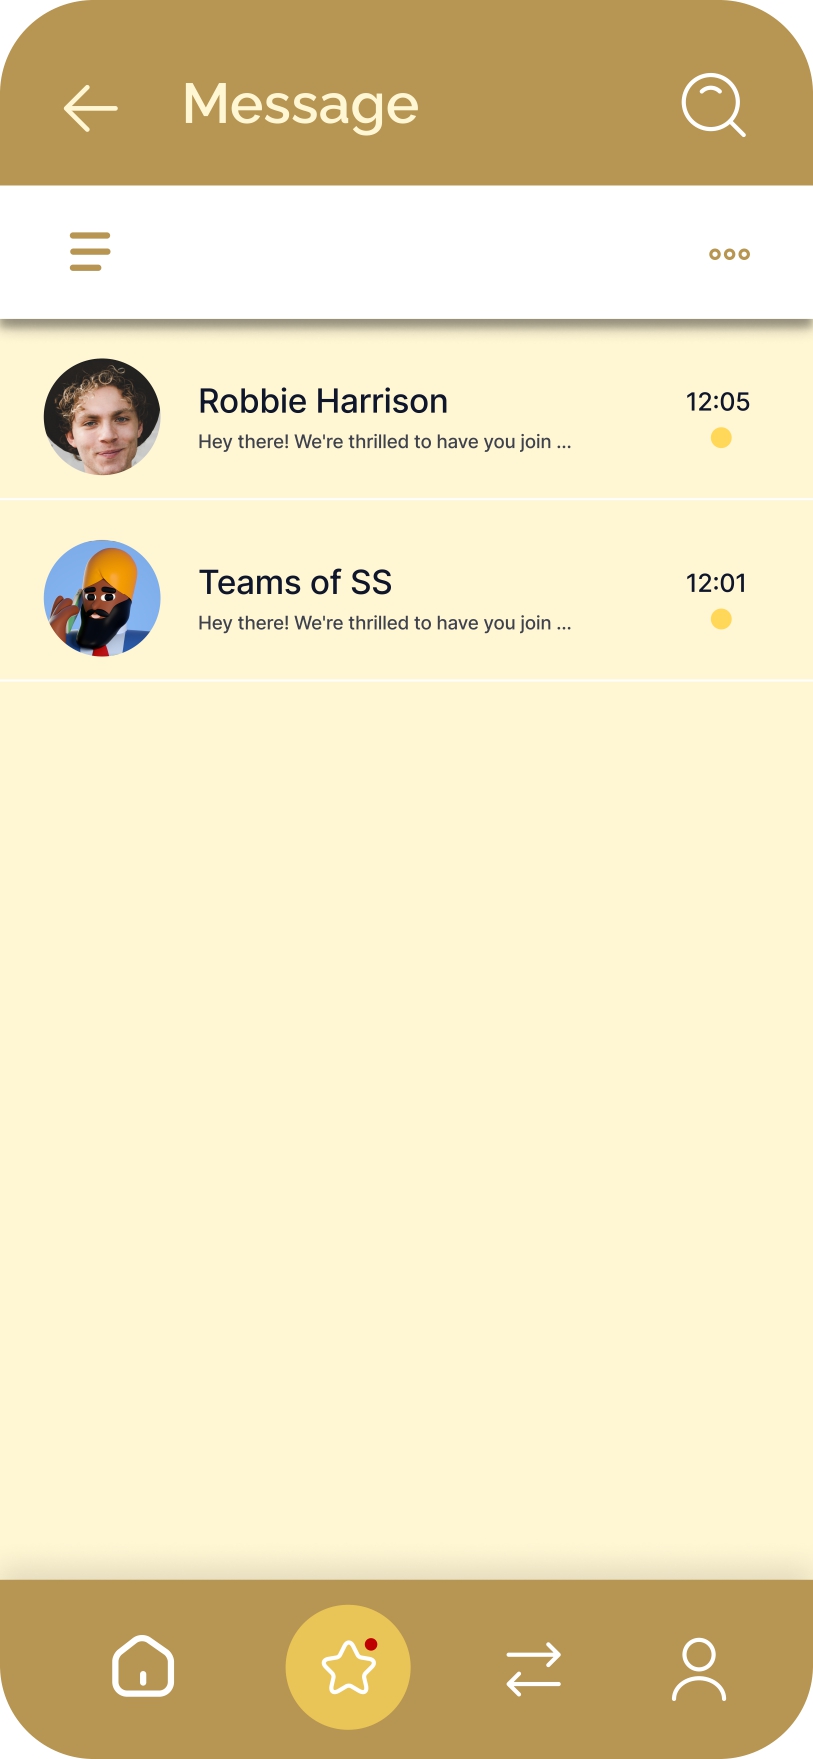 Message
Robbie Harrison
12:05
Hey there! We're thrilled to have you join ...
Teams of SS
12:01
Hey there! We're thrilled to have you join ...